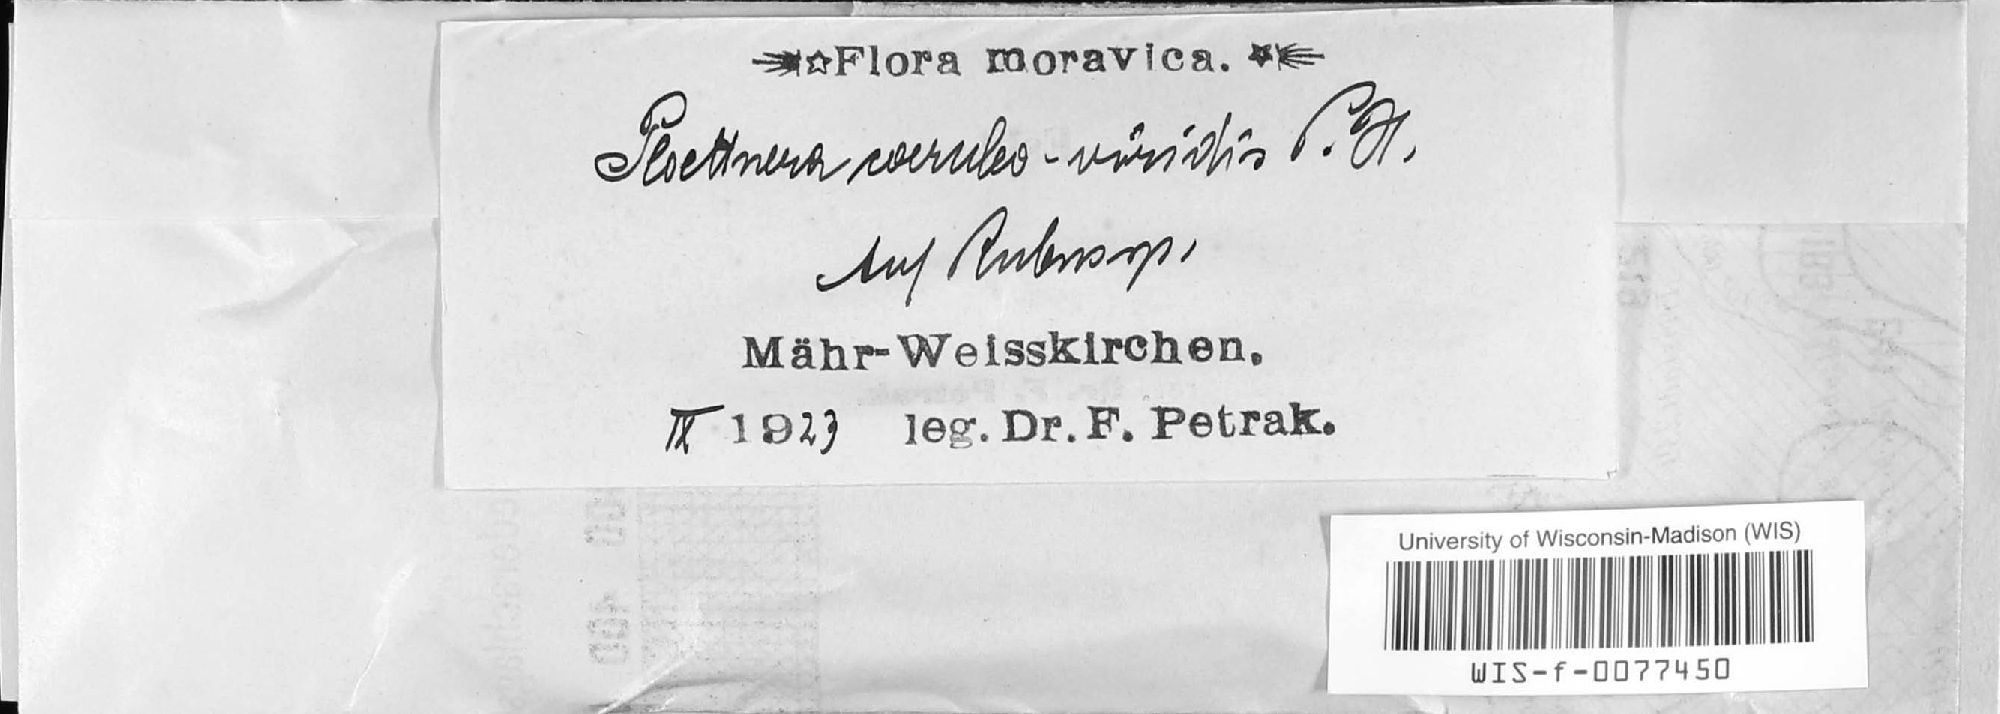 Flora moravica.
Ploettnera coeruleo-viridis P. H.
Auf Rubus sp.
Mähr-Weisskirchen.
IX 1923 leg. Dr. F. Petrak.
University of Wisconsin-Madison (WIS)
WIS-f-0077450